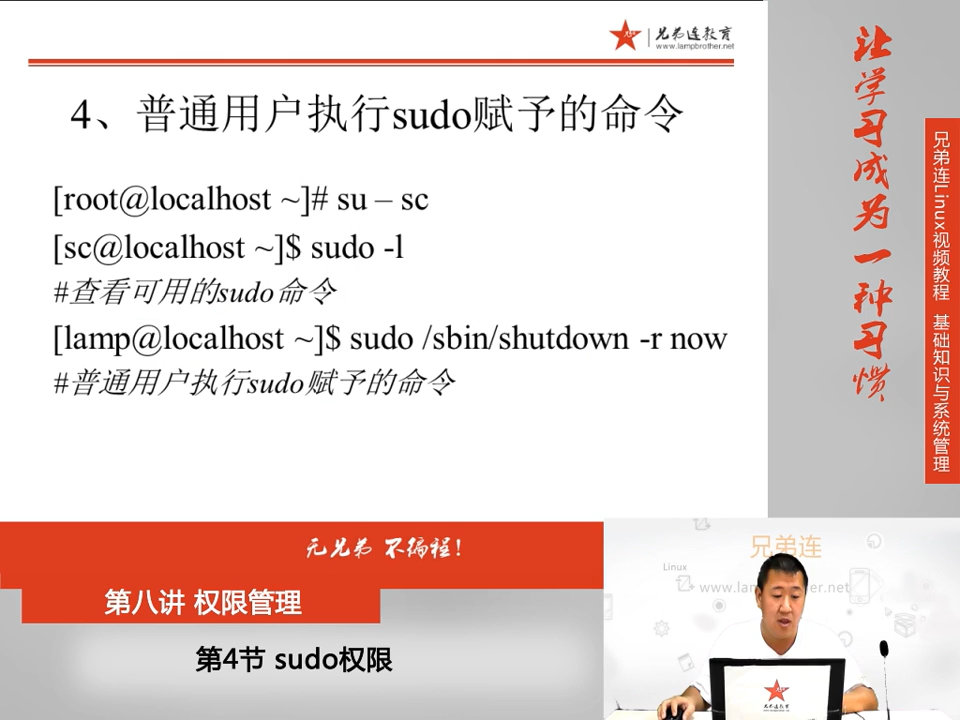 兄弟连教育
www.lampbrother.net
4、普通用户执行sudo赋予的命令
[root@localhost ~]# su – sc
[sc@localhost ~]$ sudo -l
#查看可用的sudo命令
[lamp@localhost ~]$ sudo /sbin/shutdown -r now
#普通用户执行sudo赋予的命令
让学习成为一种习惯
兄弟连Linux视频教程 基础知识与系统管理
无兄弟 不编程!
第八讲 权限管理
第4节 sudo权限
兄弟连
Linux
兄弟连教育